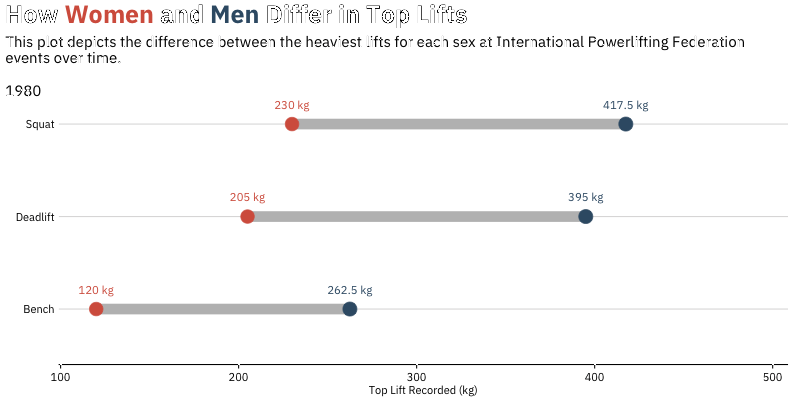 How Women and Men Differ in Top Lifts
This plot depicts the difference between the heaviest lifts for each sex at International Powerlifting Federation
events over time.
1980
230 kg 417.5 kg
Squat
205 kg 395 kg
Deadlift
120 kg 262.5 kg
Bench
100 200 300 400 500
Top Lift Recorded (kg)